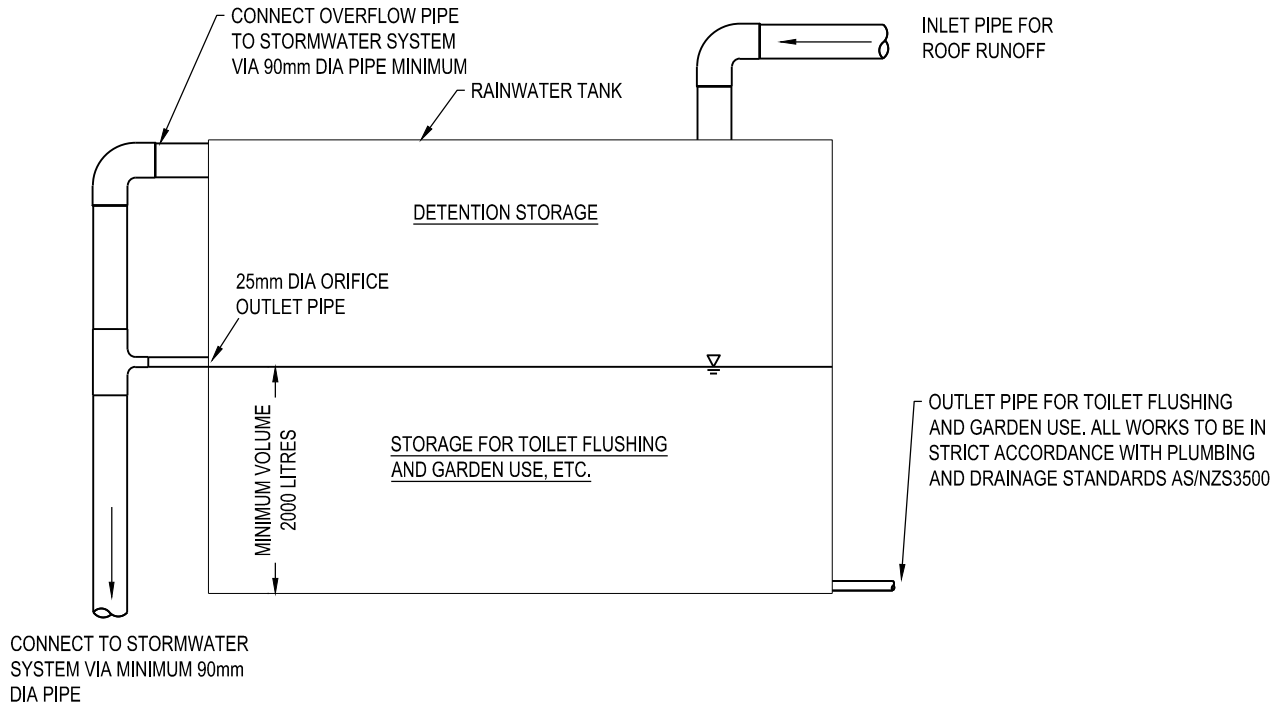 CONNECT OVERFLOW PIPE
TO STORMWATER SYSTEM
VIA 90mm DIA PIPE MINIMUM
INLET PIPE FOR
ROOF RUNOFF
RAINWATER TANK
DETENTION STORAGE
25mm DIA ORIFICE
OUTLET PIPE
MINIMUM VOLUME
2000 LITRES
STORAGE FOR TOILET FLUSHING
AND GARDEN USE, ETC.
OUTLET PIPE FOR TOILET FLUSHING
AND GARDEN USE. ALL WORKS TO BE IN
STRICT ACCORDANCE WITH PLUMBING
AND DRAINAGE STANDARDS AS/NZS3500
CONNECT TO STORMWATER
SYSTEM VIA MINIMUM 90mm
DIA PIPE